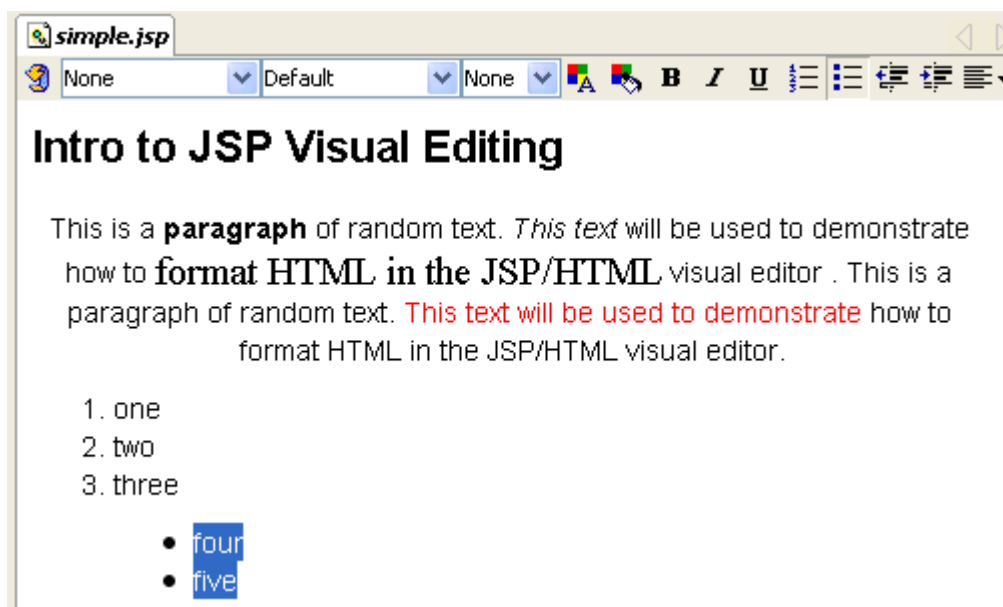 simple.jsp
None Default None A B I U
Intro to JSP Visual Editing
This is a paragraph of random text. This text will be used to demonstrate
how to format HTML in the JSP/HTML visual editor . This is a
paragraph of random text. This text will be used to demonstrate how to
format HTML in the JSP/HTML visual editor.
1. one
2. two
3. three
• four
• five